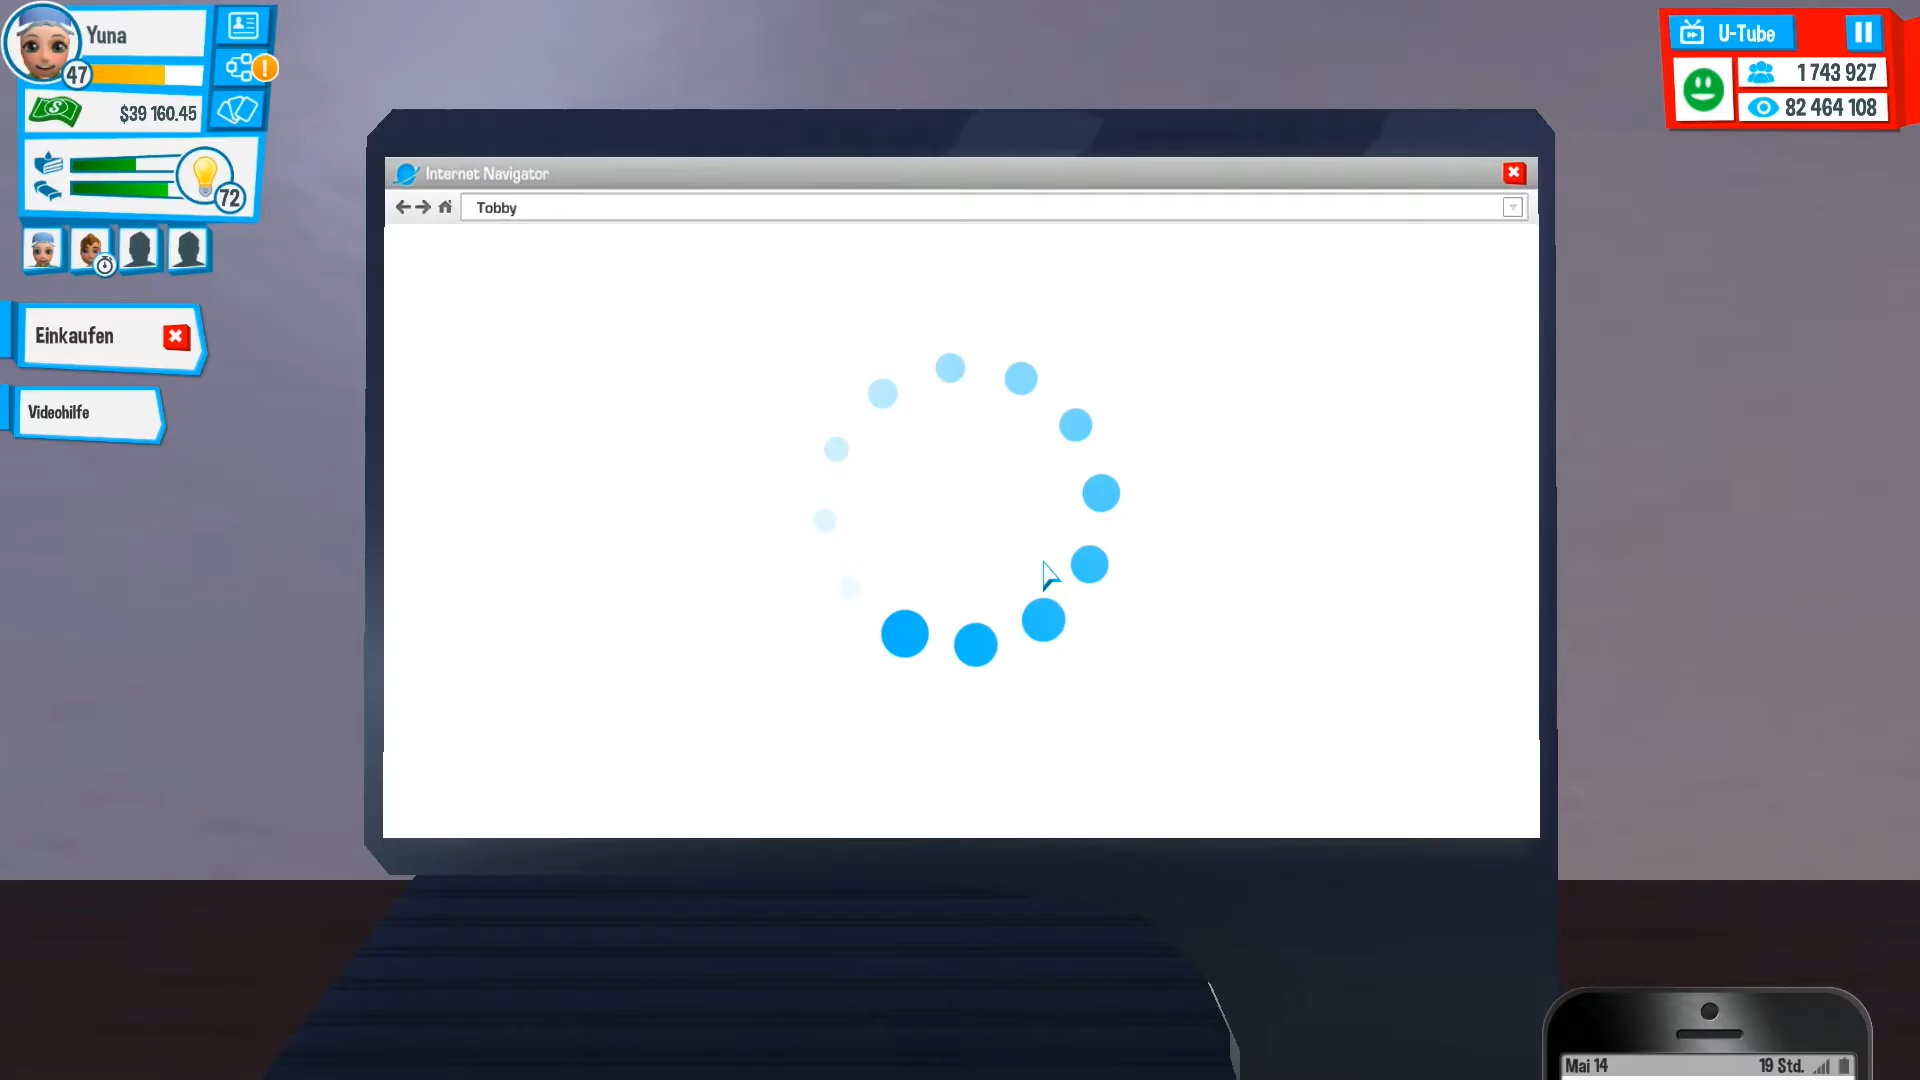 Yuna
47
$39 160.45
72
Einkaufen
Videohilfe
Internet Navigator
Tobby
U-Tube
1 743 927
82 464 108
Mai 14 19 Std.